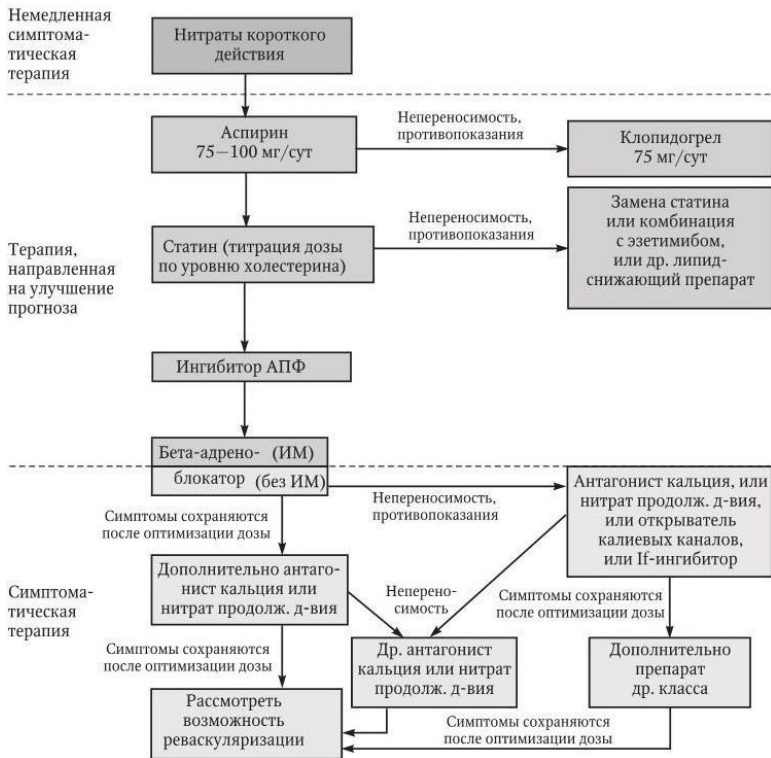 Немедленная
симптома-
тическая
терапия
Нитраты короткого
действия
Аспирин
75—100 мг/сут
Непереносимость,
противопоказания
Клопидогрел
75 мг/сут
Терапия,
направленная
на улучшение
прогноза
Статин (титрация дозы
по уровню холестерина)
Непереносимость,
противопоказания
Замена статина
или комбинация
с эзетимибом,
или др. липид-
снижающий препарат
Ингибитор АПФ
Бета-адрено- (ИМ)
блокатор (без ИМ)
Непереносимость,
противопоказания
Антагонист кальция, или
нитрат продолж. д-вия,
или открыватель
калиевых каналов,
или If-ингибитор
Симптомы сохраняются
после оптимизации дозы
Симптома-
тическая
терапия
Дополнительно антаго-
нист кальция или
нитрат продолж. д-вия
Неперено-
симость
Симптомы сохраняются
после оптимизации дозы
Симптомы сохраняются
после оптимизации дозы
Др. антагонист
кальция или нитрат
продолж. д-вия
Дополнительно
препарат
др. класса
Рассмотреть
возможность
реваскуляризации
Симптомы сохраняются
после оптимизации дозы